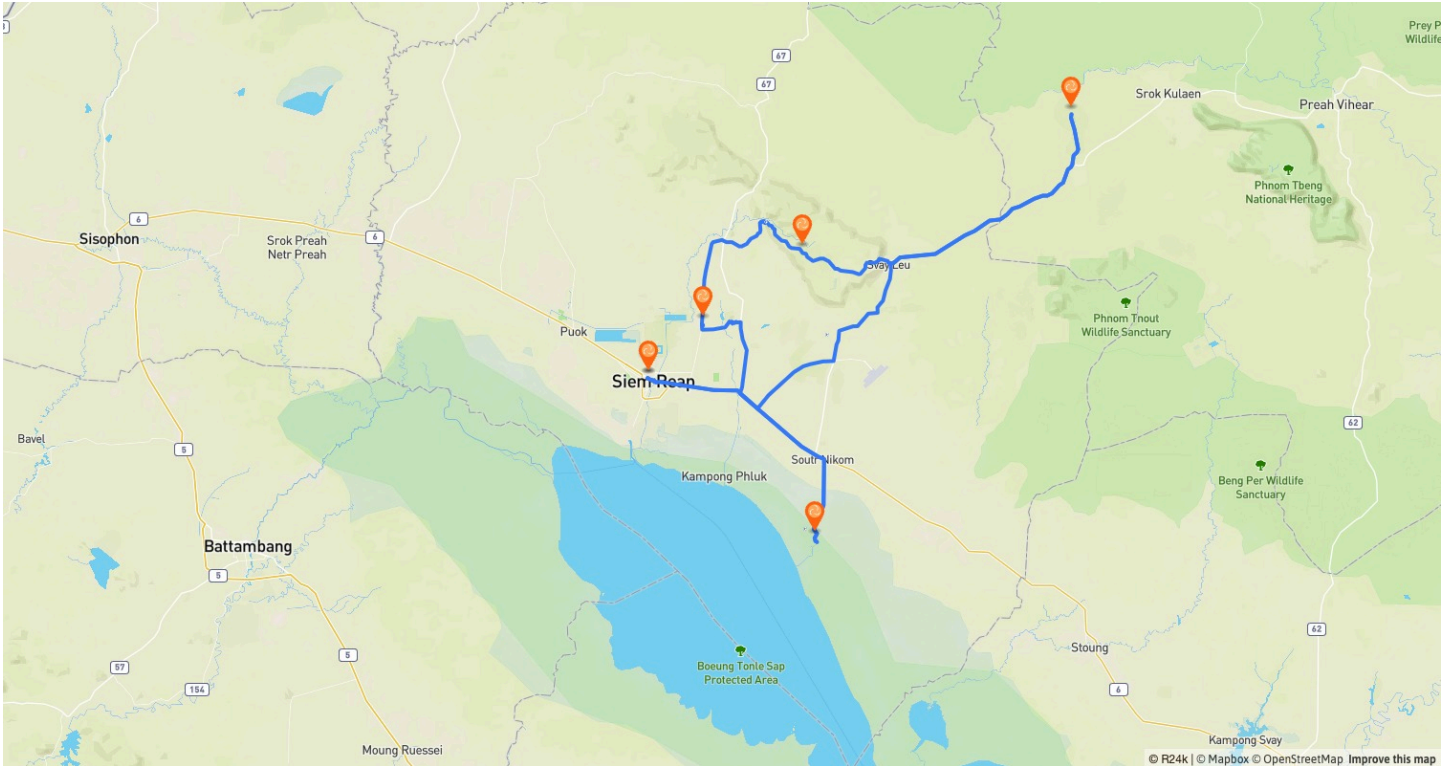 Prey P
Wildlife
67
67
Srok Kulaen
Preah Vihear
Phnom Tbeng
National Heritage
6
Sisophon
Srok Preah
Netr Preah
6
Svay Leu
Phnom Tnout
Wildlife Sanctuary
Puok
Siem Reap
62
Bavel
5
Soutr Nikom
Kampong Phluk
Beng Per Wildlife
Sanctuary
Battambang
5
62
Stoung
5
57
Boeung Tonle Sap
Protected Area
154
6
Moung Ruessei
Kampong Svay
© R24k | © Mapbox © OpenStreetMap Improve this map